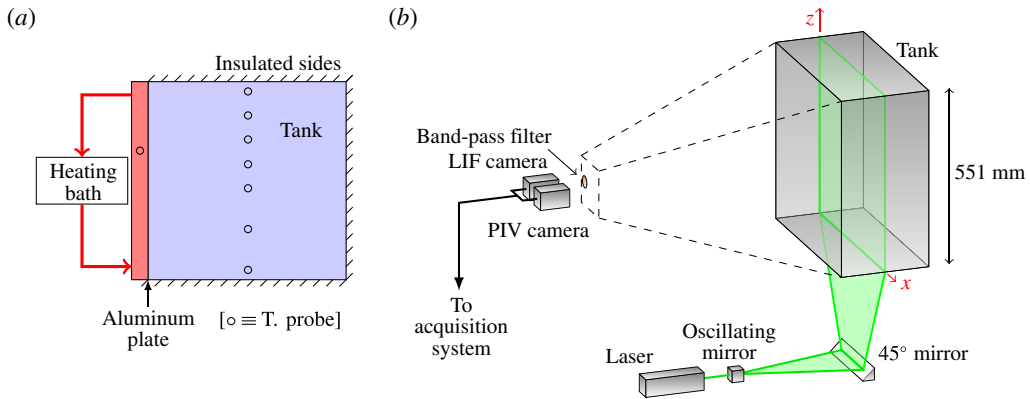 (a)
Insulated sides
Tank
Heating
bath
Aluminum
plate
[○ ≡ T. probe]
(b)
z
Tank
Band-pass filter
LIF camera
551 mm
PIV camera
x
To
acquisition
system
Oscillating
mirror
45° mirror
Laser